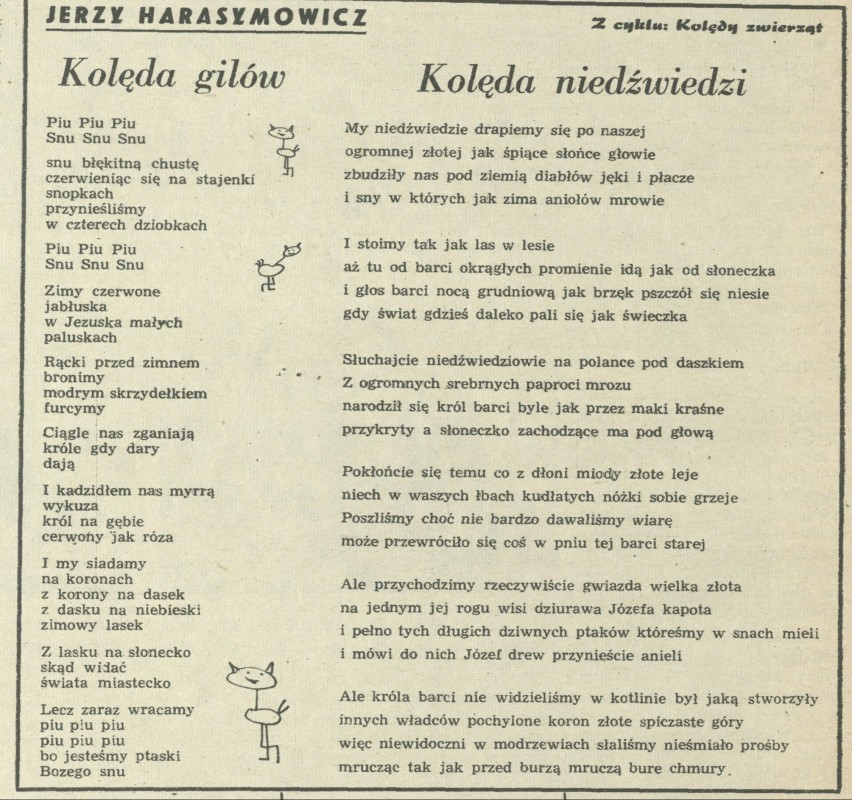 JERZY HARASYMOWICZ
Z cyklu: Kolędy zwierząt
Kolęda gilów
Piu Piu Piu
Snu Snu Snu
snu błękitną chustę
czerwieniąc się na stajenki
snopkach
przynieśliśmy
w czterech dziobkach
Piu Piu Piu
Snu Snu Snu
Zimy czerwone
jabłuska
w Jezuska małych
paluskach
Rącki przed zimnem
bronimy
modrym skrzydełkiem
furcymy
Ciągle nas zganiają
króle gdy dary
dają
I kadzidłem nas myrrą
wykuza
król na gębie
cerwony jak róza
I my siadamy
na koronach
z korony na dasek
z dasku na niebieski
zimowy lasek
Z lasku na słonecko
skąd widać
świata miastecko
Lecz zaraz wracamy
piu piu piu
piu piu piu
bo jesteśmy ptaski
Bozego snu
Kolęda niedźwiedzi
My niedźwiedzie drapiemy się po naszej
ogromnej złotej jak śpiące słońce głowie
zbudziły nas pod ziemią diabłów jęki i płacze
i sny w których jak zima aniołów mrowie
I stoimy tak jak las w lesie
aż tu od barci okrągłych promienie idą jak od słoneczka
i głos barci nocą grudniową jak brzęk pszczół się niesie
gdy świat gdzieś daleko pali się jak świeczka
Słuchajcie niedźwiedziowie na polance pod daszkiem
Z ogromnych srebrnych paproci mrozu
narodził się król barci byle jak przez maki kraśne
przykryty a słoneczko zachodzące ma pod głową
Pokłońcie się temu co z dłoni miody złote leje
niech w waszych łbach kudłatych nóżki sobie grzeje
Poszliśmy choć nie bardzo dawaliśmy wiarę
może przewróciło się coś w pniu tej barci starej
Ale przychodzimy rzeczywiście gwiazda wielka złota
na jednym jej rogu wisi dziurawa Józefa kapota
i pełno tych długich dziwnych ptaków któreśmy w snach mieli
i mówi do nich Józef drew przynieście anieli
Ale króla barci nie widzieliśmy w kotlinie był jaką stworzyły
innych władców pochylone koron złote spiczaste góry
więc niewidoczni w modrzewiach słaliśmy nieśmiało prośby
mrucząc tak jak przed burzą mruczą bure chmury.